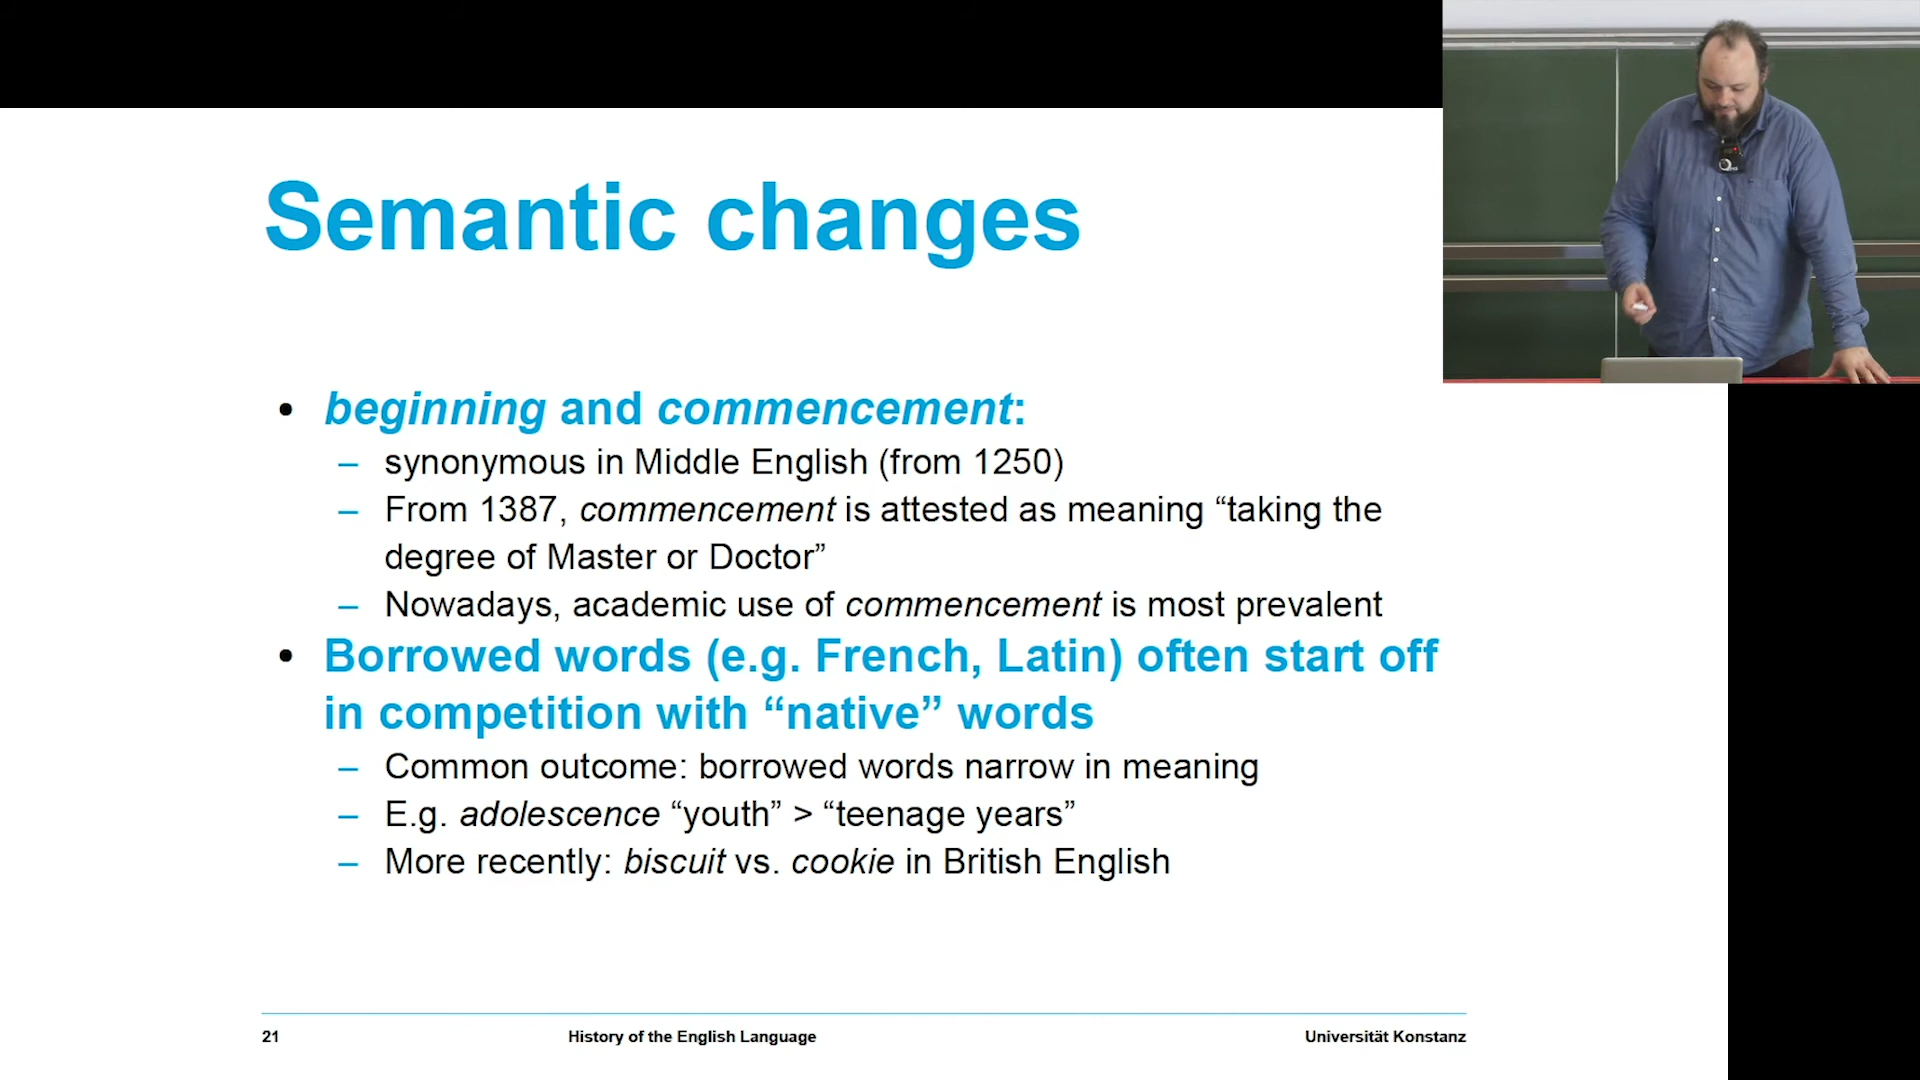 Semantic changes
• beginning and commencement:
– synonymous in Middle English (from 1250)
– From 1387, commencement is attested as meaning “taking the
degree of Master or Doctor”
– Nowadays, academic use of commencement is most prevalent
• Borrowed words (e.g. French, Latin) often start off
in competition with “native” words
– Common outcome: borrowed words narrow in meaning
– E.g. adolescence “youth” > “teenage years”
– More recently: biscuit vs. cookie in British English
21 History of the English Language Universität Konstanz